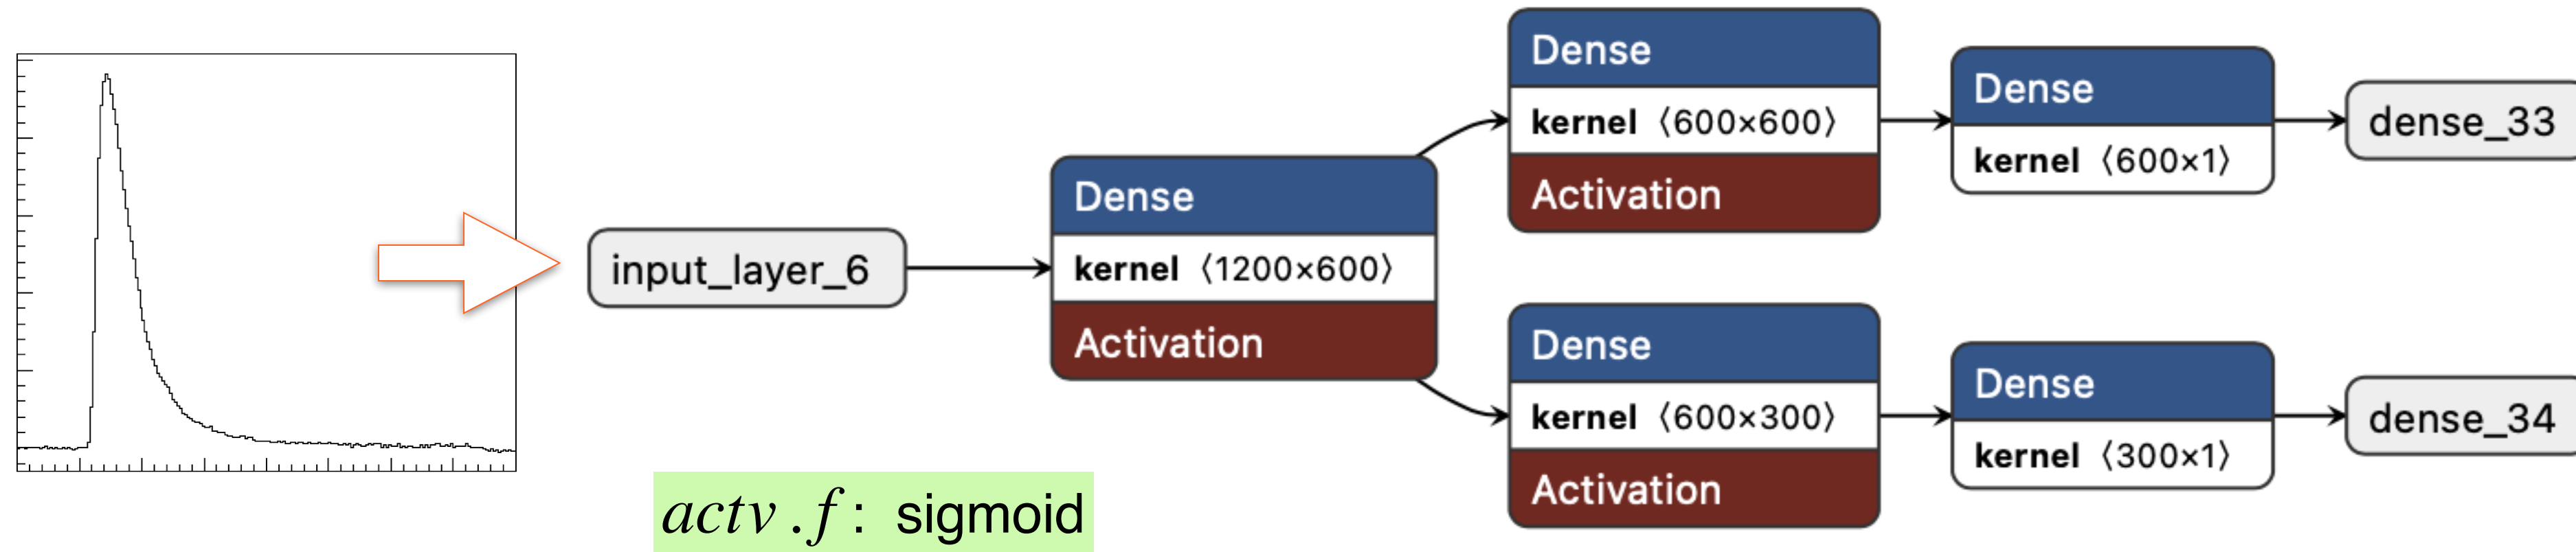 input_layer_6
Dense
kernel ⟨1200×600⟩
Activation
Dense
kernel ⟨600×600⟩
Activation
Dense
kernel ⟨600×1⟩
dense_33
Dense
kernel ⟨600×300⟩
Activation
Dense
kernel ⟨300×1⟩
dense_34
actv.f: sigmoid